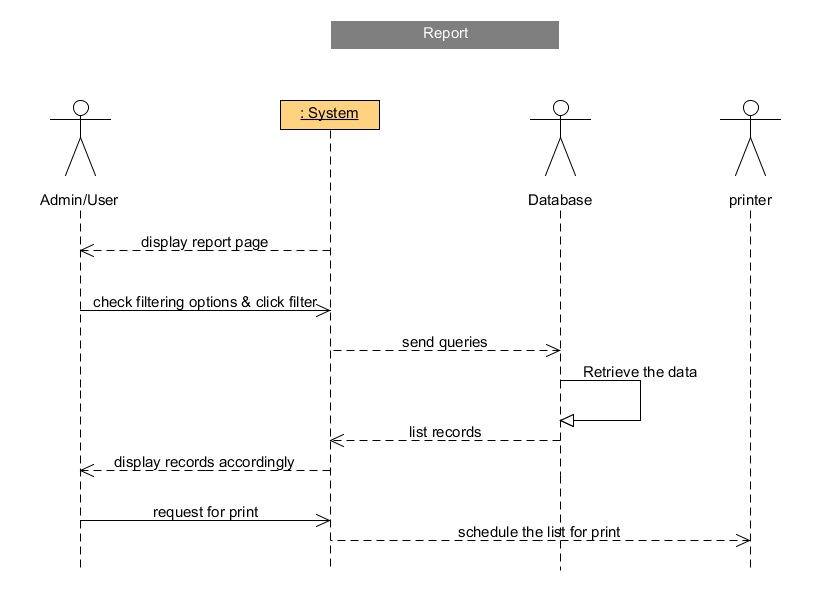 Report
: System
Admin/User
Database
printer
display report page
check filtering options & click filter
send queries
Retrieve the data
list records
display records accordingly
request for print
schedule the list for print